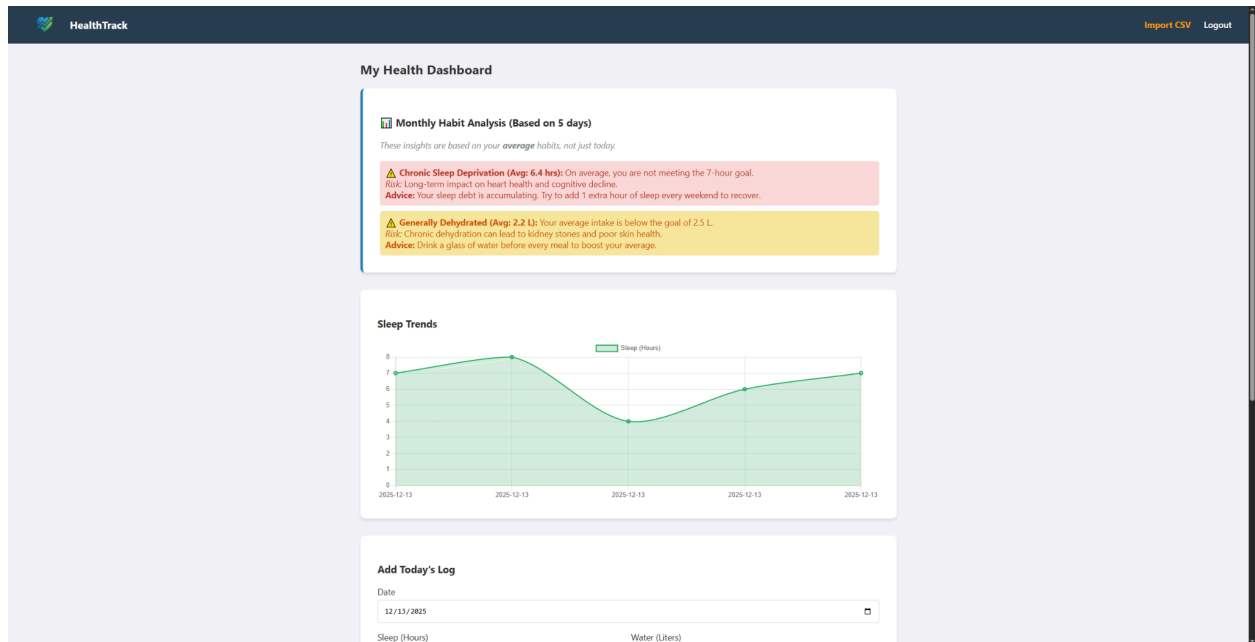 HealthTrack
Import CSV Logout
My Health Dashboard
Monthly Habit Analysis (Based on 5 days)
These insights are based on your average habits, not just today.
Chronic Sleep Deprivation (Avg: 6.4 hrs): On average, you are not meeting the 7-hour goal.
Risk: Long-term impact on heart health and cognitive decline.
Advice: Your sleep debt is accumulating. Try to add 1 extra hour of sleep every weekend to recover.
Generally Dehydrated (Avg: 2.2 L): Your average intake is below the goal of 2.5 L.
Risk: Chronic dehydration can lead to kidney stones and poor skin health.
Advice: Drink a glass of water before every meal to boost your average.
Sleep Trends
Sleep (Hours)
8
7
6
5
4
3
2
1
0
2025-12-13 2025-12-13 2025-12-13 2025-12-13 2025-12-13
Add Today's Log
Date
12/13/2025
Sleep (Hours) Water (Liters)